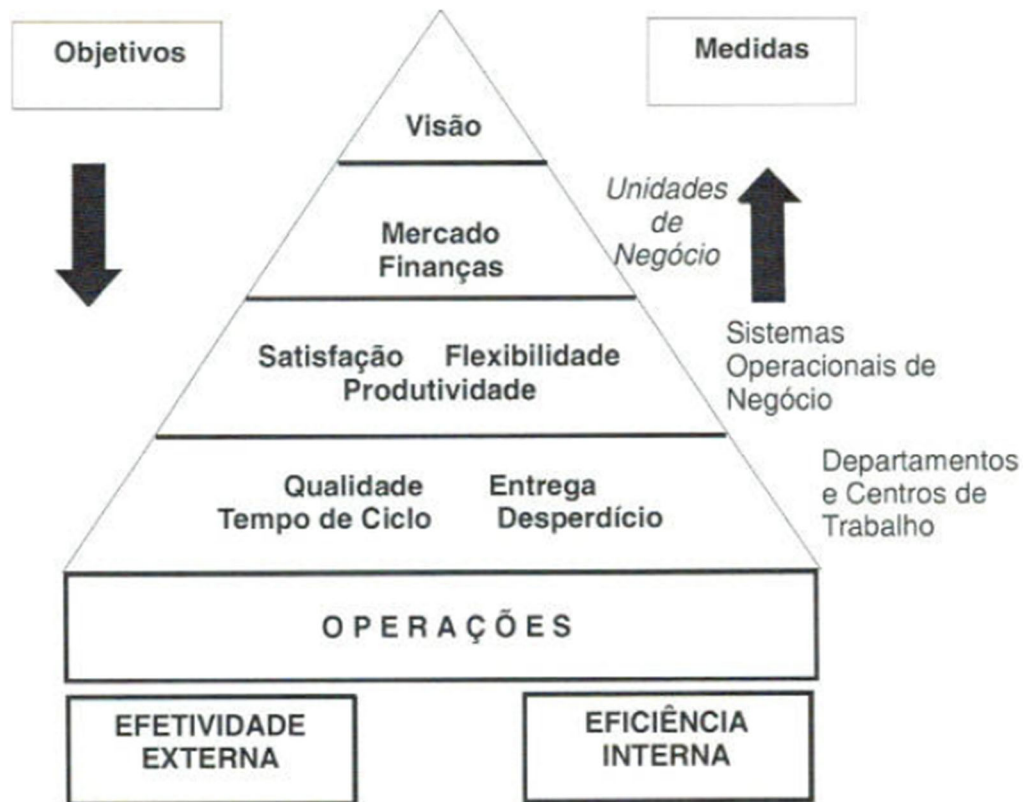 Objetivos
Medidas
Visão
Unidades
de
Negócio
Mercado
Finanças
Sistemas
Operacionais de
Negócio
Satisfação Flexibilidade
Produtividade
Departamentos
e Centros de
Trabalho
Qualidade Entrega
Tempo de Ciclo Desperdício
OPERAÇÕES
EFETIVIDADE
EXTERNA
EFICIÊNCIA
INTERNA